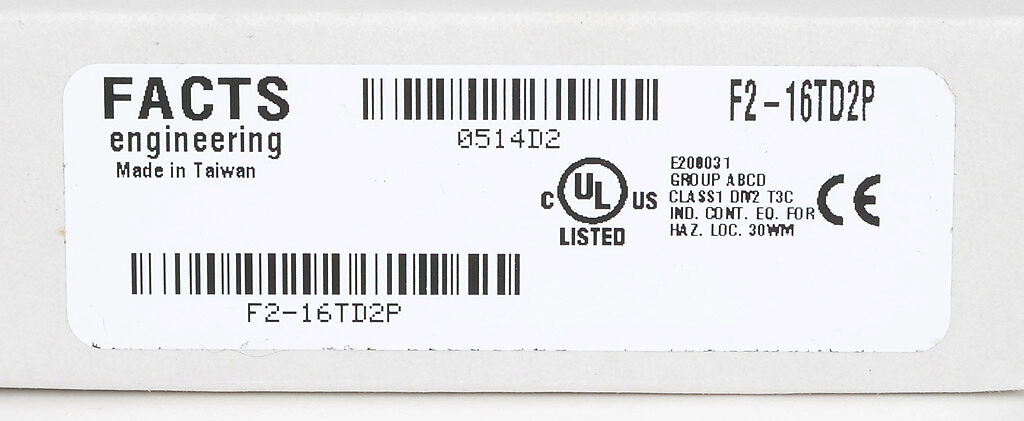 FACTS
engineering
Made in Taiwan
0514D2
F2-16TD2P
C UL US
LISTED
E200031
GROUP ABCD
CLASS1 DIV2 T3C
IND. CONT. EQ. FOR
HAZ. LOC. 30WM
CE
F2-16TD2P